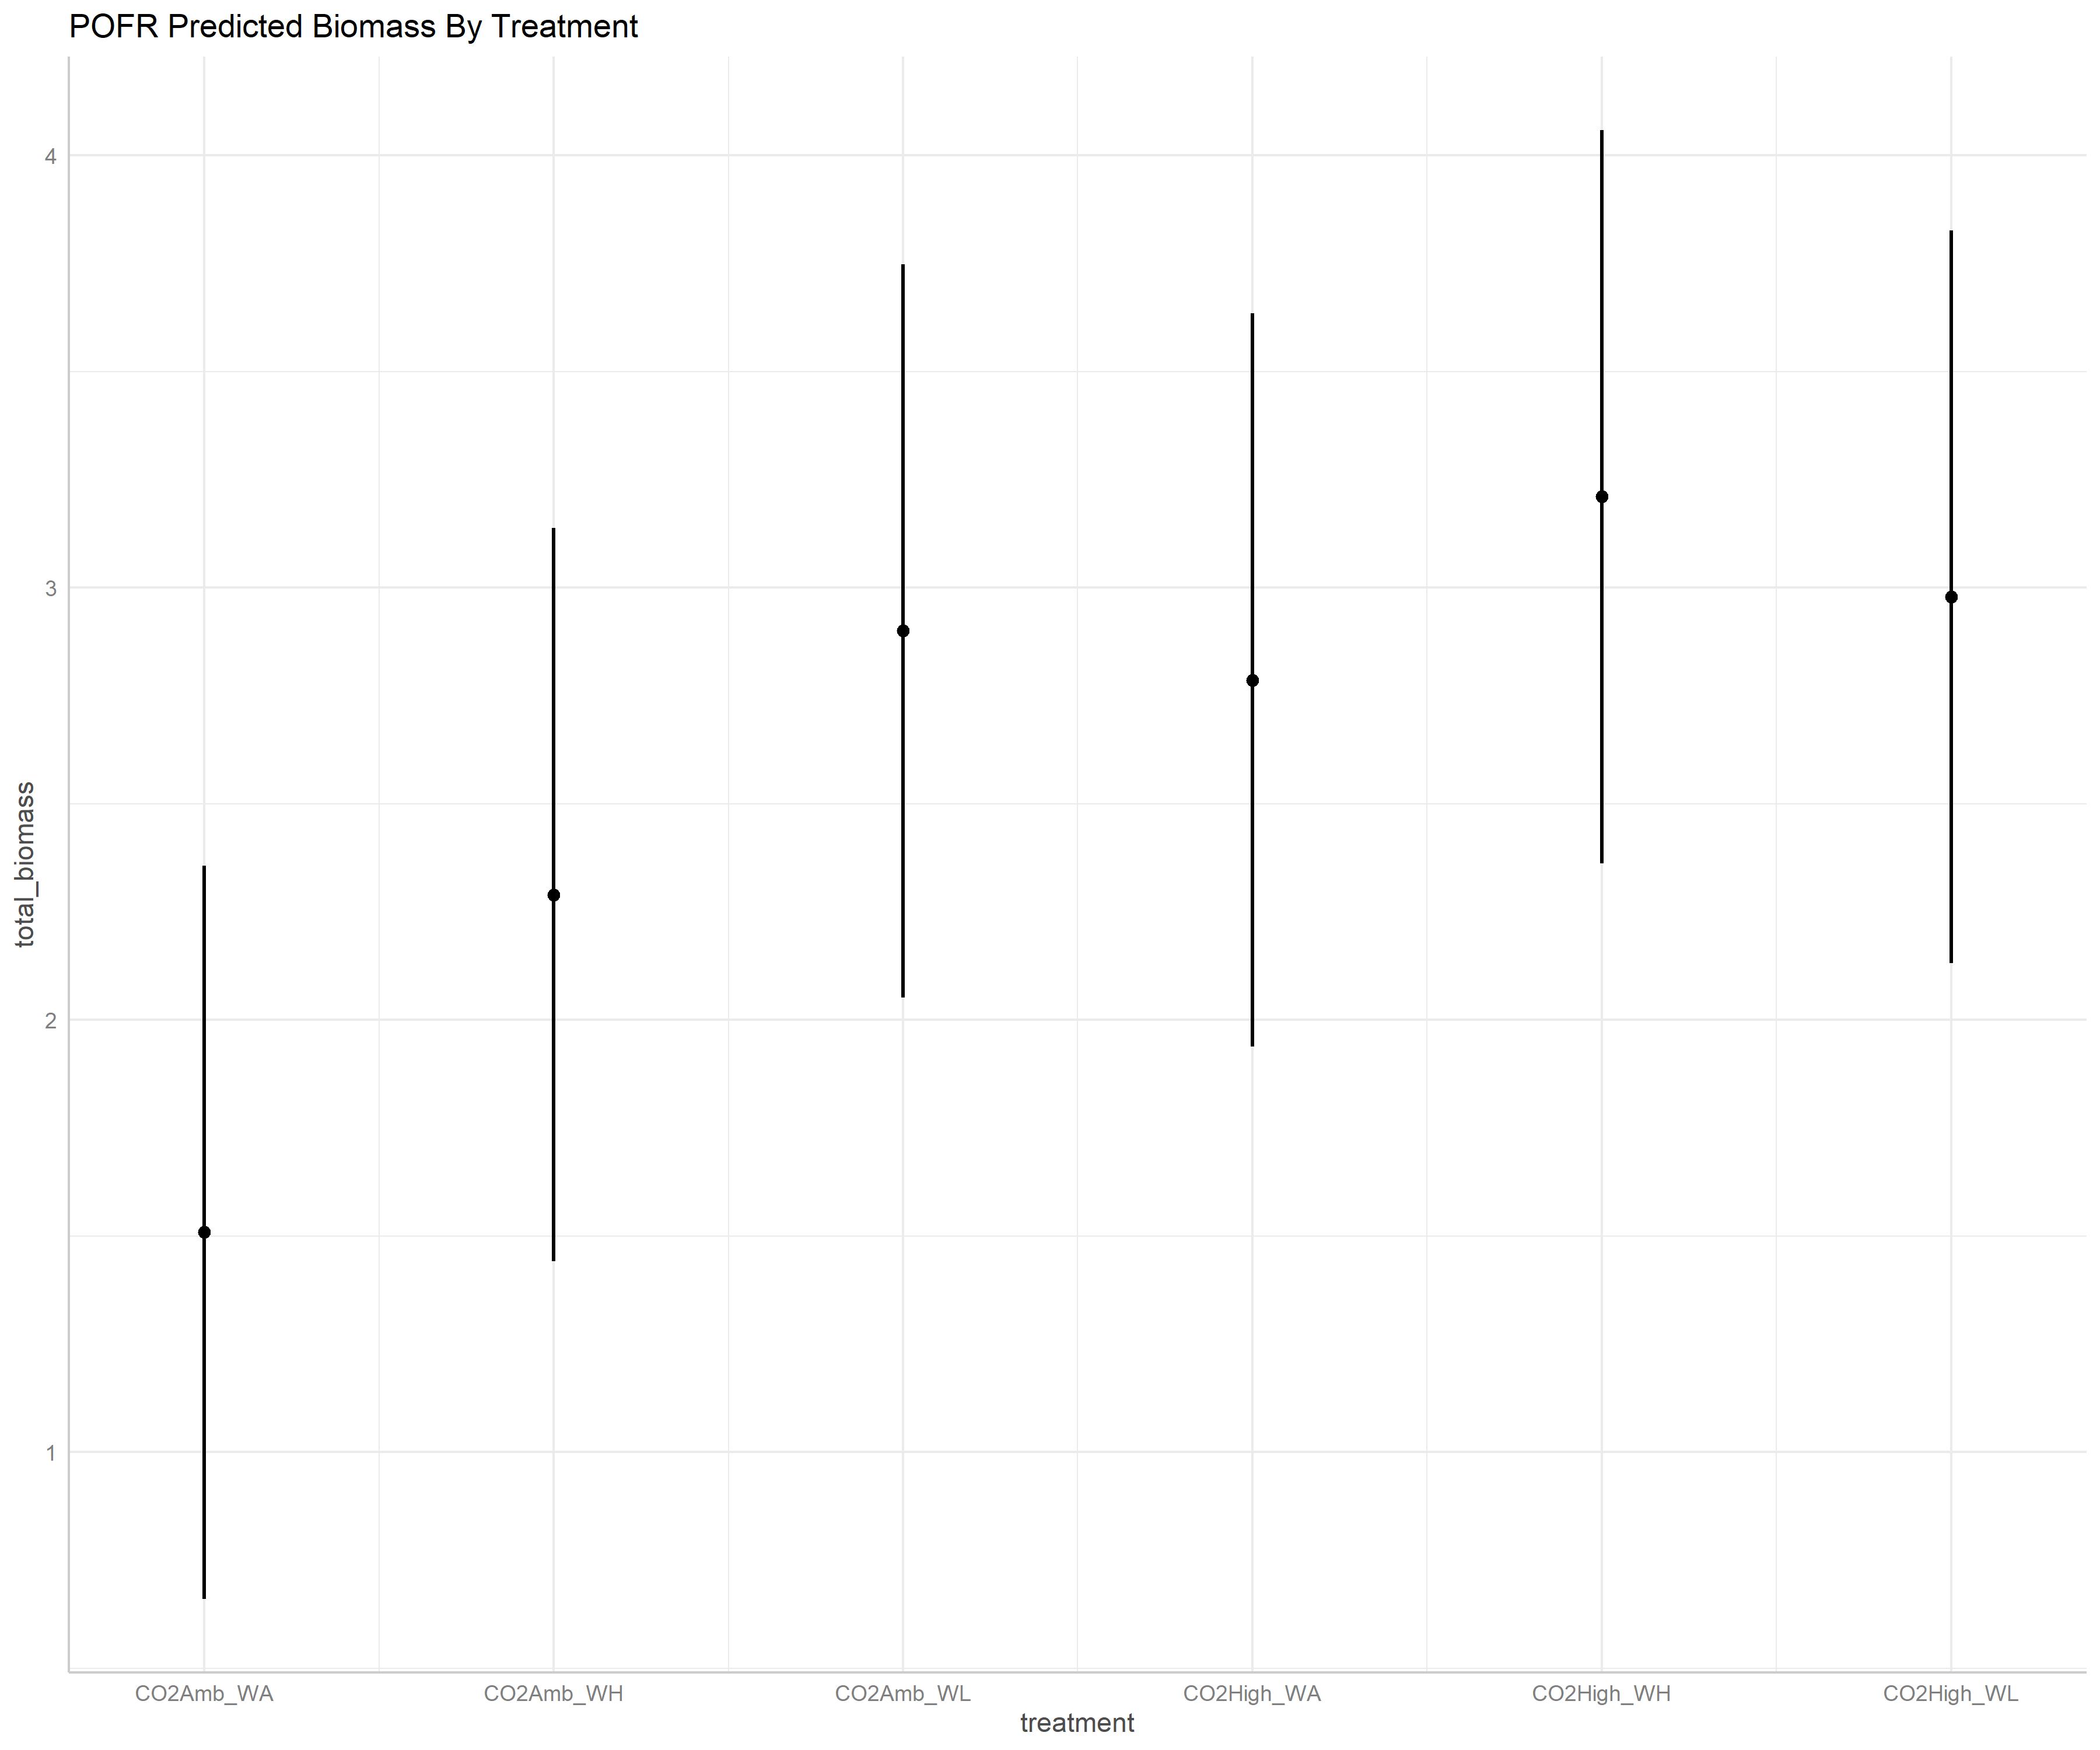 POFR Predicted Biomass By Treatment
4
3
2
1
total_biomass
CO2Amb_WA CO2Amb_WH CO2Amb_WL CO2High_WA CO2High_WH CO2High_WL
treatment